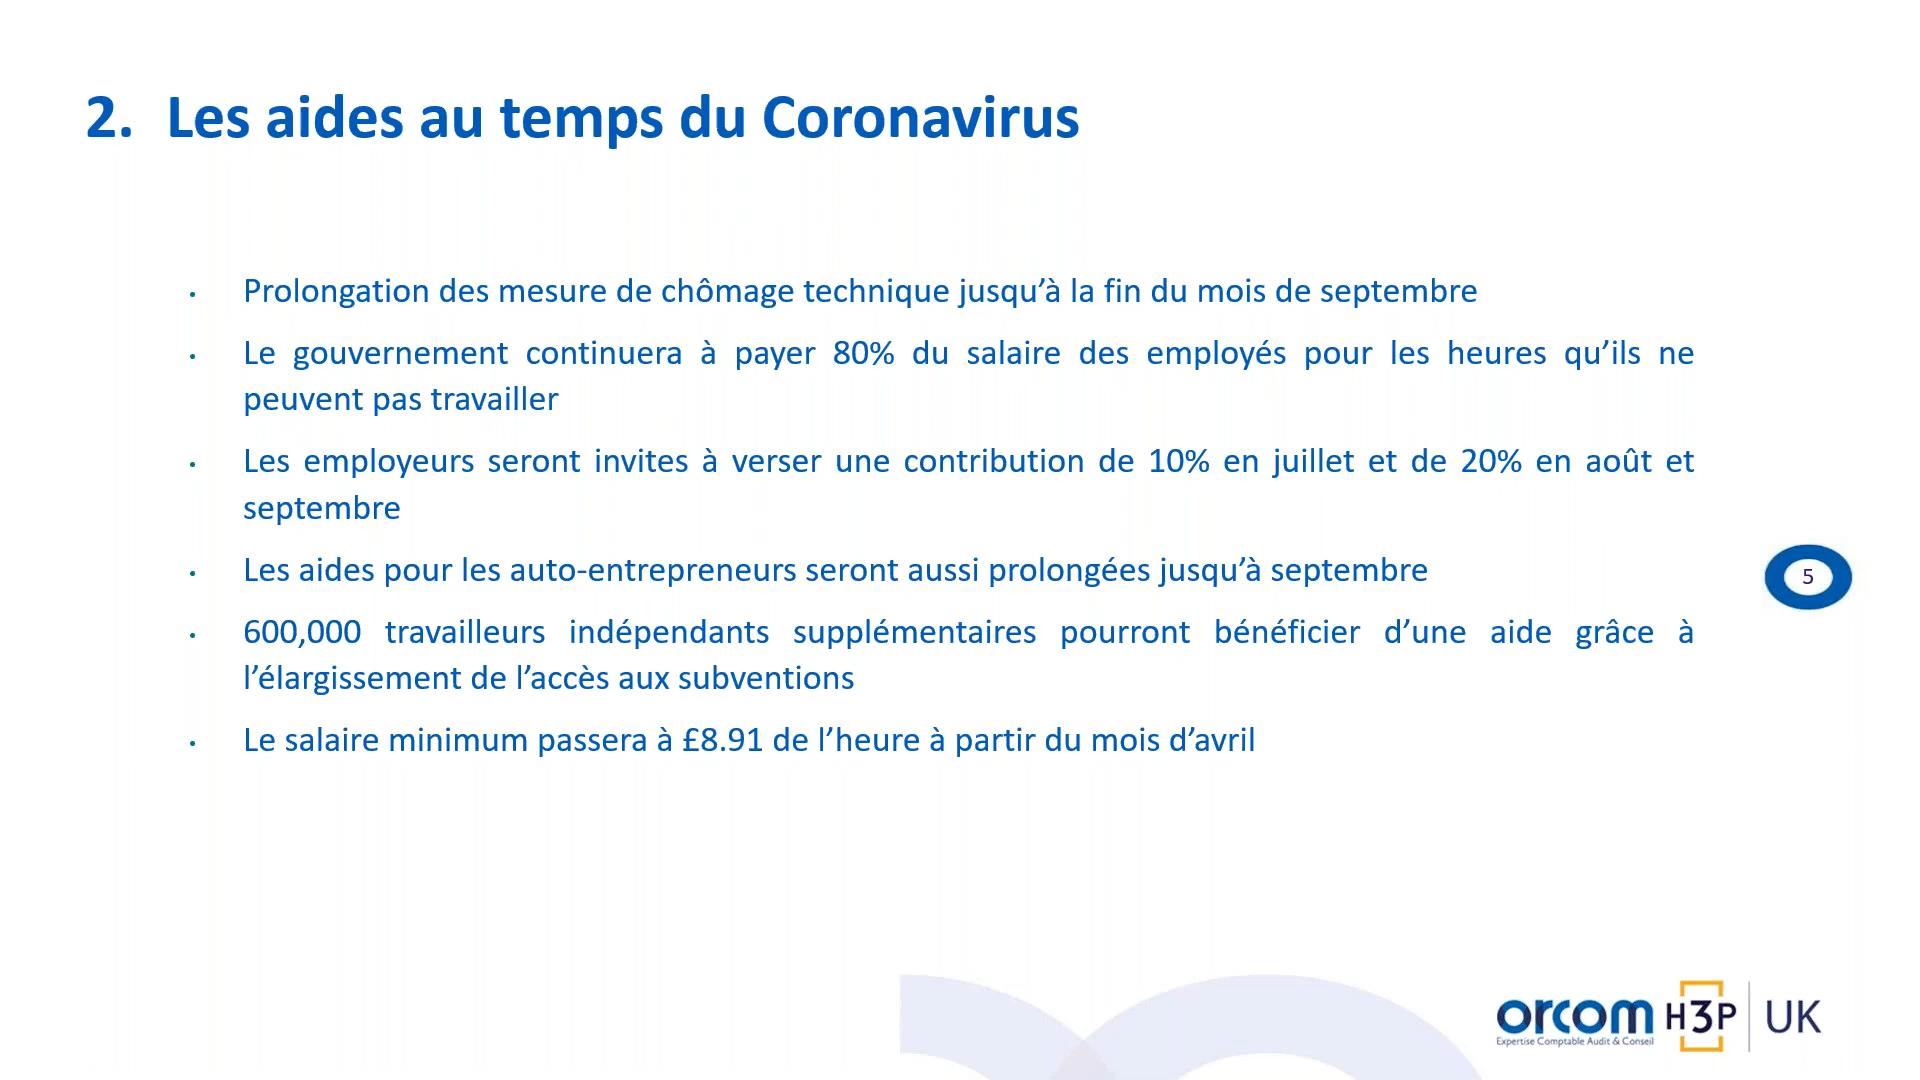 2. Les aides au temps du Coronavirus
• Prolongation des mesure de chômage technique jusqu’à la fin du mois de septembre
• Le gouvernement continuera à payer 80% du salaire des employés pour les heures qu’ils ne
peuvent pas travailler
• Les employeurs seront invites à verser une contribution de 10% en juillet et de 20% en août et
septembre
• Les aides pour les auto-entrepreneurs seront aussi prolongées jusqu’à septembre
5
• 600,000 travailleurs indépendants supplémentaires pourront bénéficier d’une aide grâce à
l’élargissement de l’accès aux subventions
• Le salaire minimum passera à £8.91 de l’heure à partir du mois d’avril
orcom H3P UK
Expertise Comptable Audit & Conseil